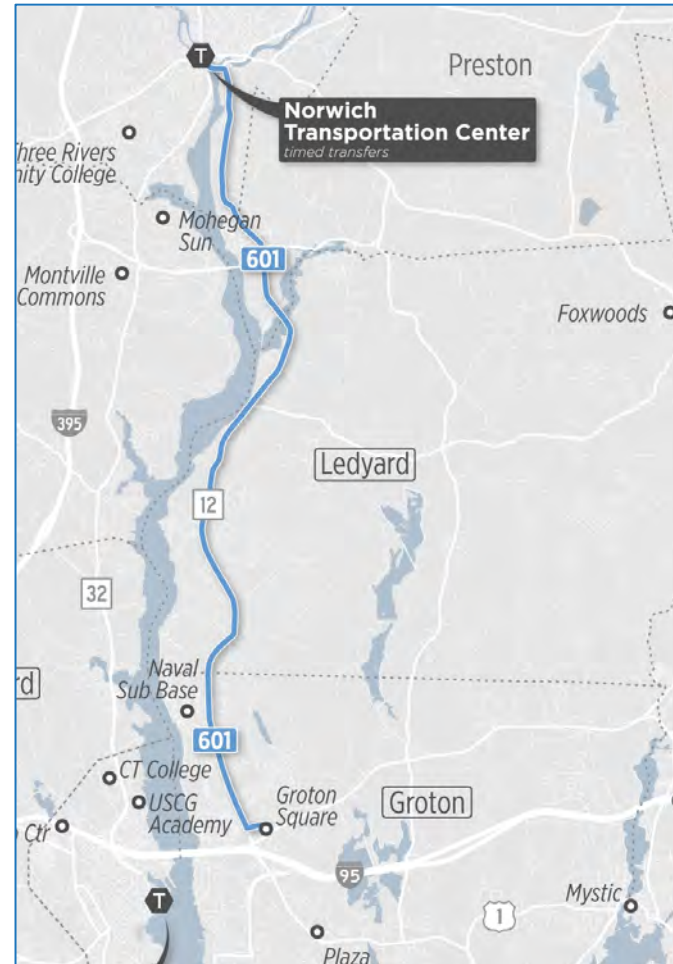 T
Preston
Norwich
Transportation Center
timed transfers
Three Rivers
nity College
Mohegan
Sun
601
Montville
Commons
Foxwoods
395
Ledyard
12
32
Naval
Sub Base
rd
601
CT College
USCG
Academy
Groton
Square
Groton
Ctr
95
Mystic
T
1
Plaza